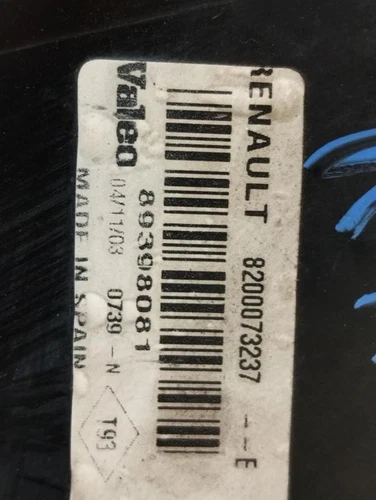 RENAULT 8200073237 --E
Valeo 89398081
04/11/03 0739-N
MADE IN SPAIN
T93